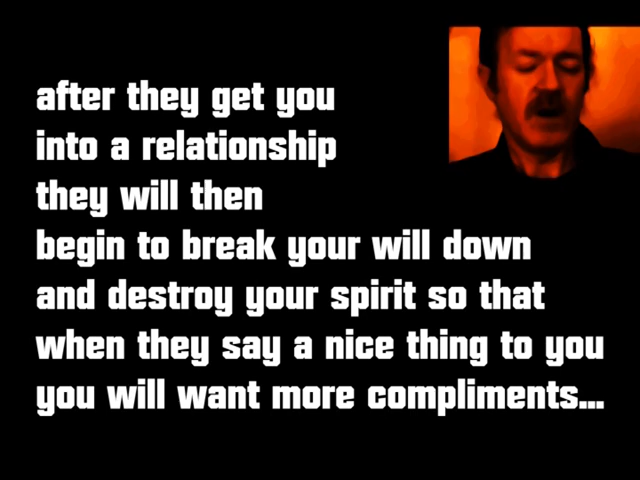 after they get you
into a relationship
they will then
begin to break your will down
and destroy your spirit so that
when they say a nice thing to you
you will want more compliments...